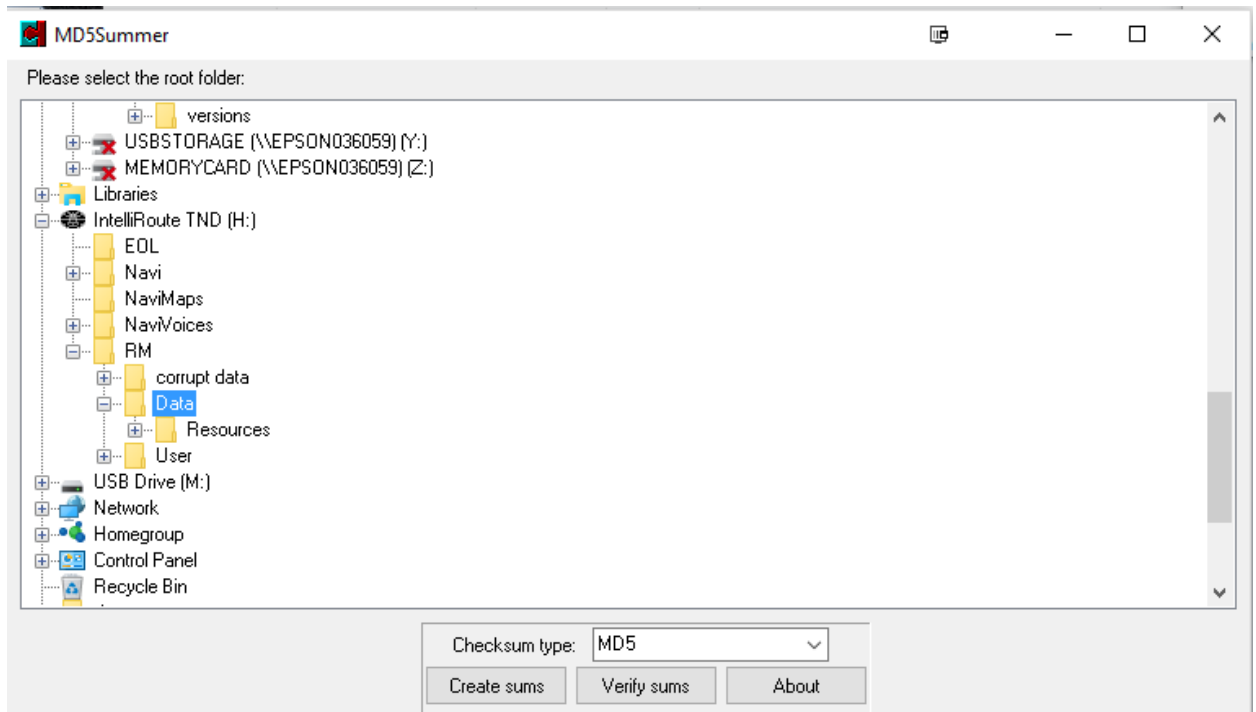 MD5Summer
Please select the root folder:
versions
USBSTORAGE (\\EPSON036059) (Y:)
MEMORYCARD (\\EPSON036059) (Z:)
Libraries
IntelliRoute TND (H:)
EOL
Navi
NaviMaps
NaviVoices
RM
corrupt data
Data
Resources
User
USB Drive (M:)
Network
Homegroup
Control Panel
Recycle Bin
Checksum type: MD5
Create sums Verify sums About